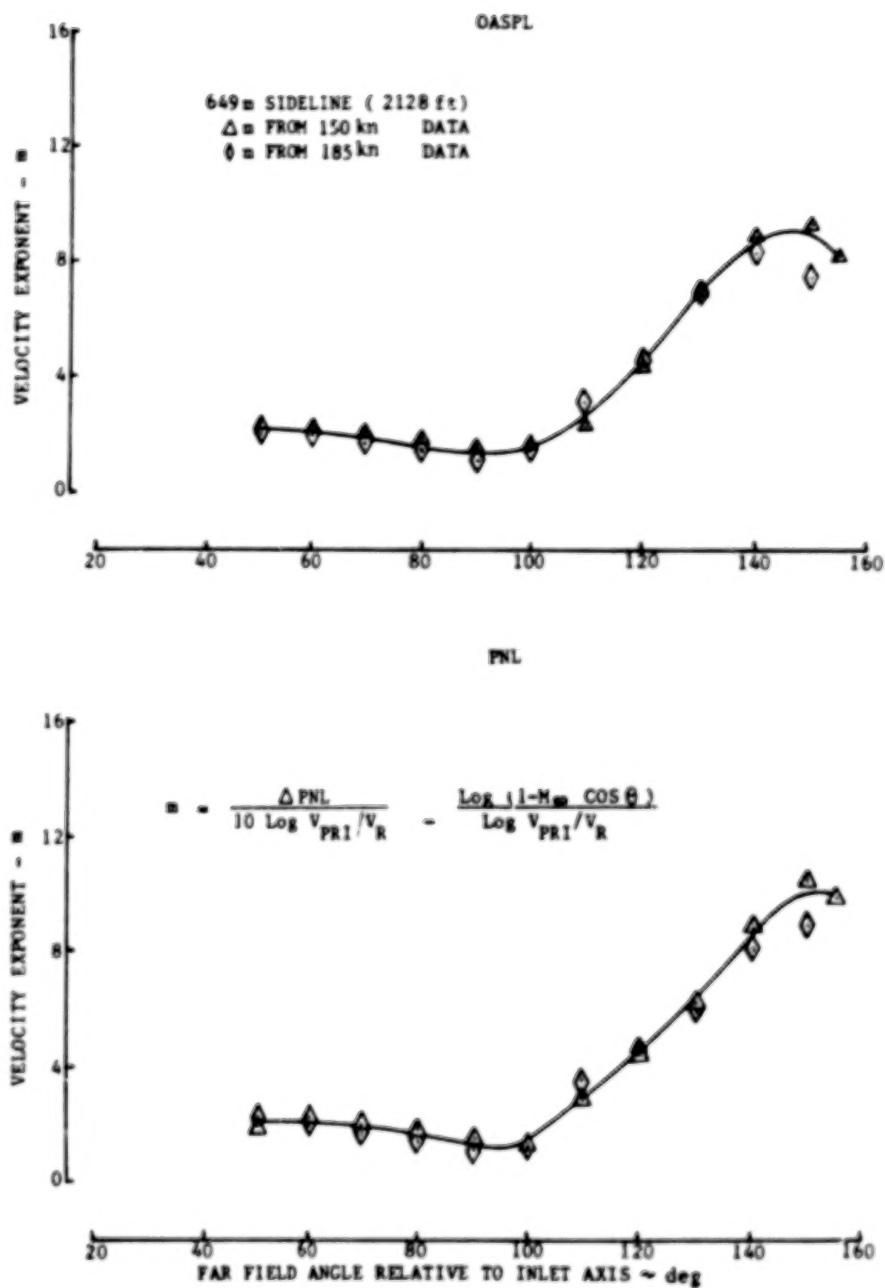 OASPL
16
12
8
4
0
VELOCITY EXPONENT - m
649m SIDELINE ( 2128 ft)
△ m FROM 150 kn DATA
◊ m FROM 185 kn DATA
20 40 60 80 100 120 140 160
PNL
16
12
8
4
0
VELOCITY EXPONENT - m
m = Δ PNL / 10 Log V_PRI/V_R - Log (1-M∞ COS θ) / Log V_PRI/V_R
20 40 60 80 100 120 140 160
FAR FIELD ANGLE RELATIVE TO INLET AXIS ~ deg